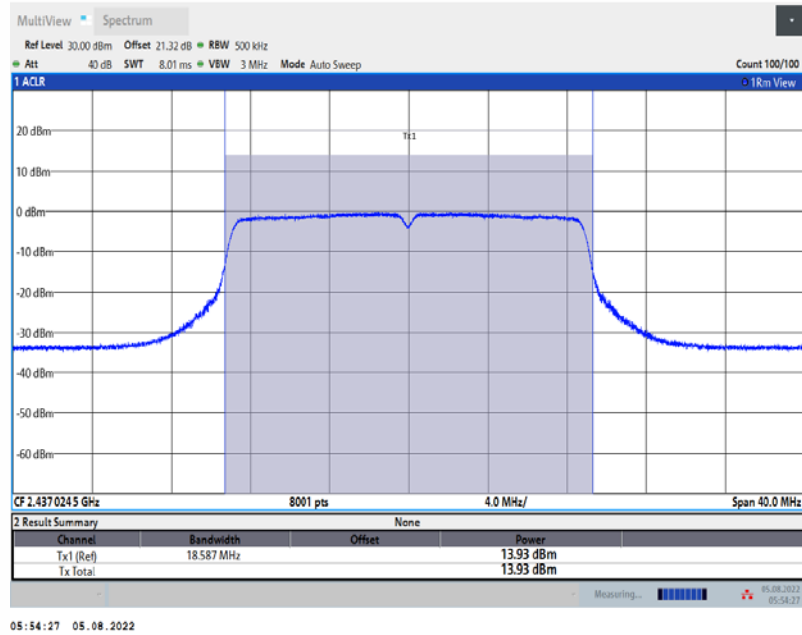 MultiView Spectrum
Ref Level 30.00 dBm Offset 21.32 dB RBW 500 kHz
Att 40 dB SWT 8.01 ms VBW 3 MHz Mode Auto Sweep Count 100/100
1 ACLR 1Rm View
Tx1
20 dBm
10 dBm
0 dBm
-10 dBm
-20 dBm
-30 dBm
-40 dBm
-50 dBm
-60 dBm
CF 2.4370245 GHz 8001 pts 4.0 MHz/ Span 40.0 MHz
2 Result Summary None
Channel Bandwidth Offset Power
Tx1 (Ref) 18.587 MHz 13.93 dBm
Tx Total 13.93 dBm
Measuring... 05.08.2022
05:54:27
05:54:27 05.08.2022